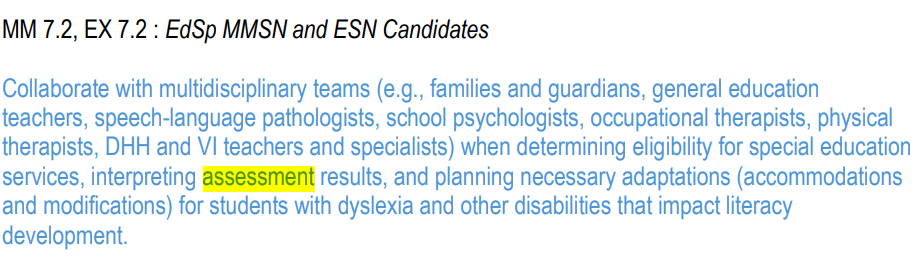 MM 7.2, EX 7.2 : EdSp MMSN and ESN Candidates
Collaborate with multidisciplinary teams (e.g., families and guardians, general education
teachers, speech-language pathologists, school psychologists, occupational therapists, physical
therapists, DHH and VI teachers and specialists) when determining eligibility for special education
services, interpreting assessment results, and planning necessary adaptations (accommodations
and modifications) for students with dyslexia and other disabilities that impact literacy
development.